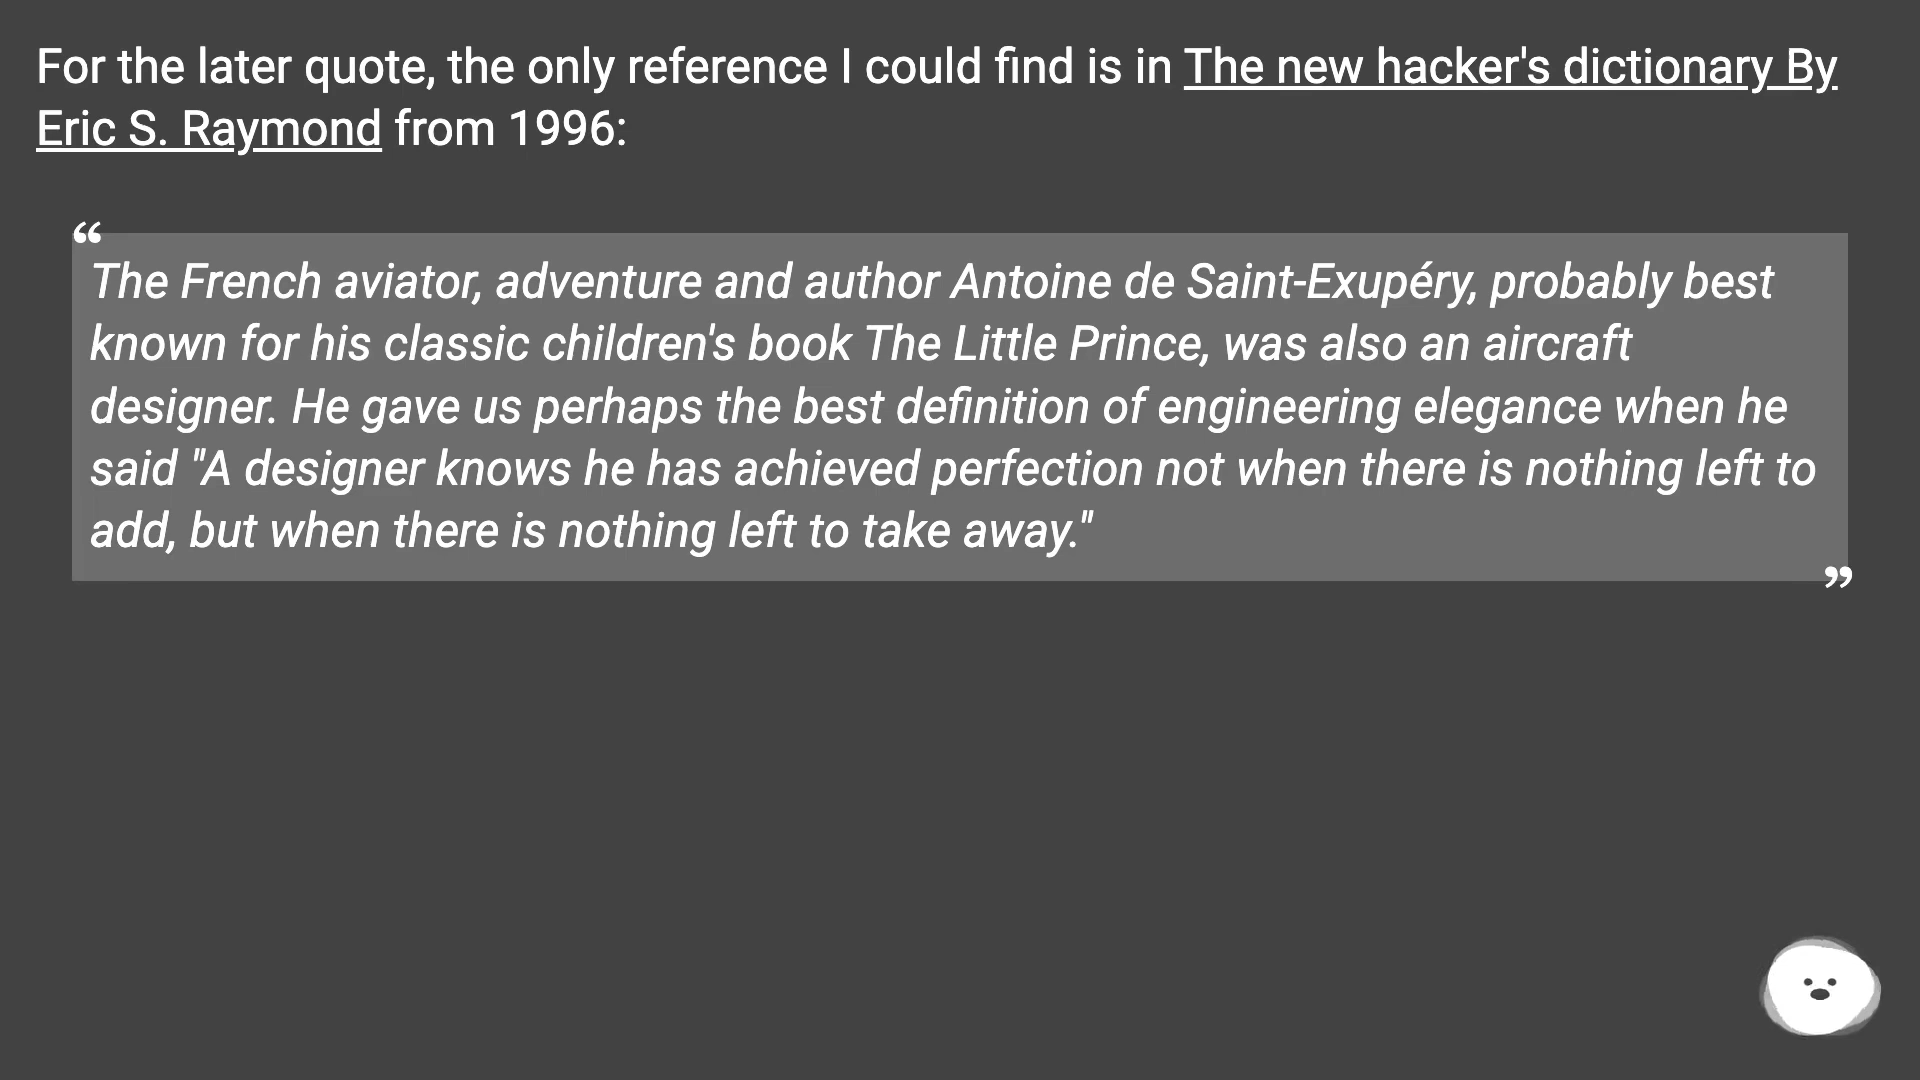 For the later quote, the only reference I could find is in The new hacker's dictionary By
Eric S. Raymond from 1996:
“
The French aviator, adventure and author Antoine de Saint-Exupéry, probably best
known for his classic children's book The Little Prince, was also an aircraft
designer. He gave us perhaps the best definition of engineering elegance when he
said "A designer knows he has achieved perfection not when there is nothing left to
add, but when there is nothing left to take away."
”